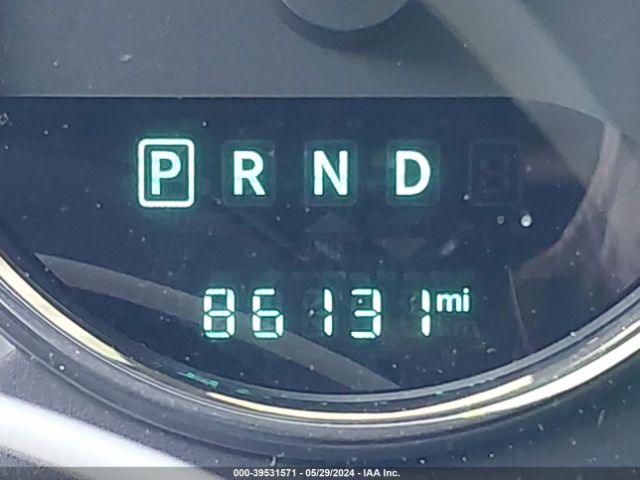 P R N D
86131 mi
000-39531571 - 05/29/2024 - IAA Inc.